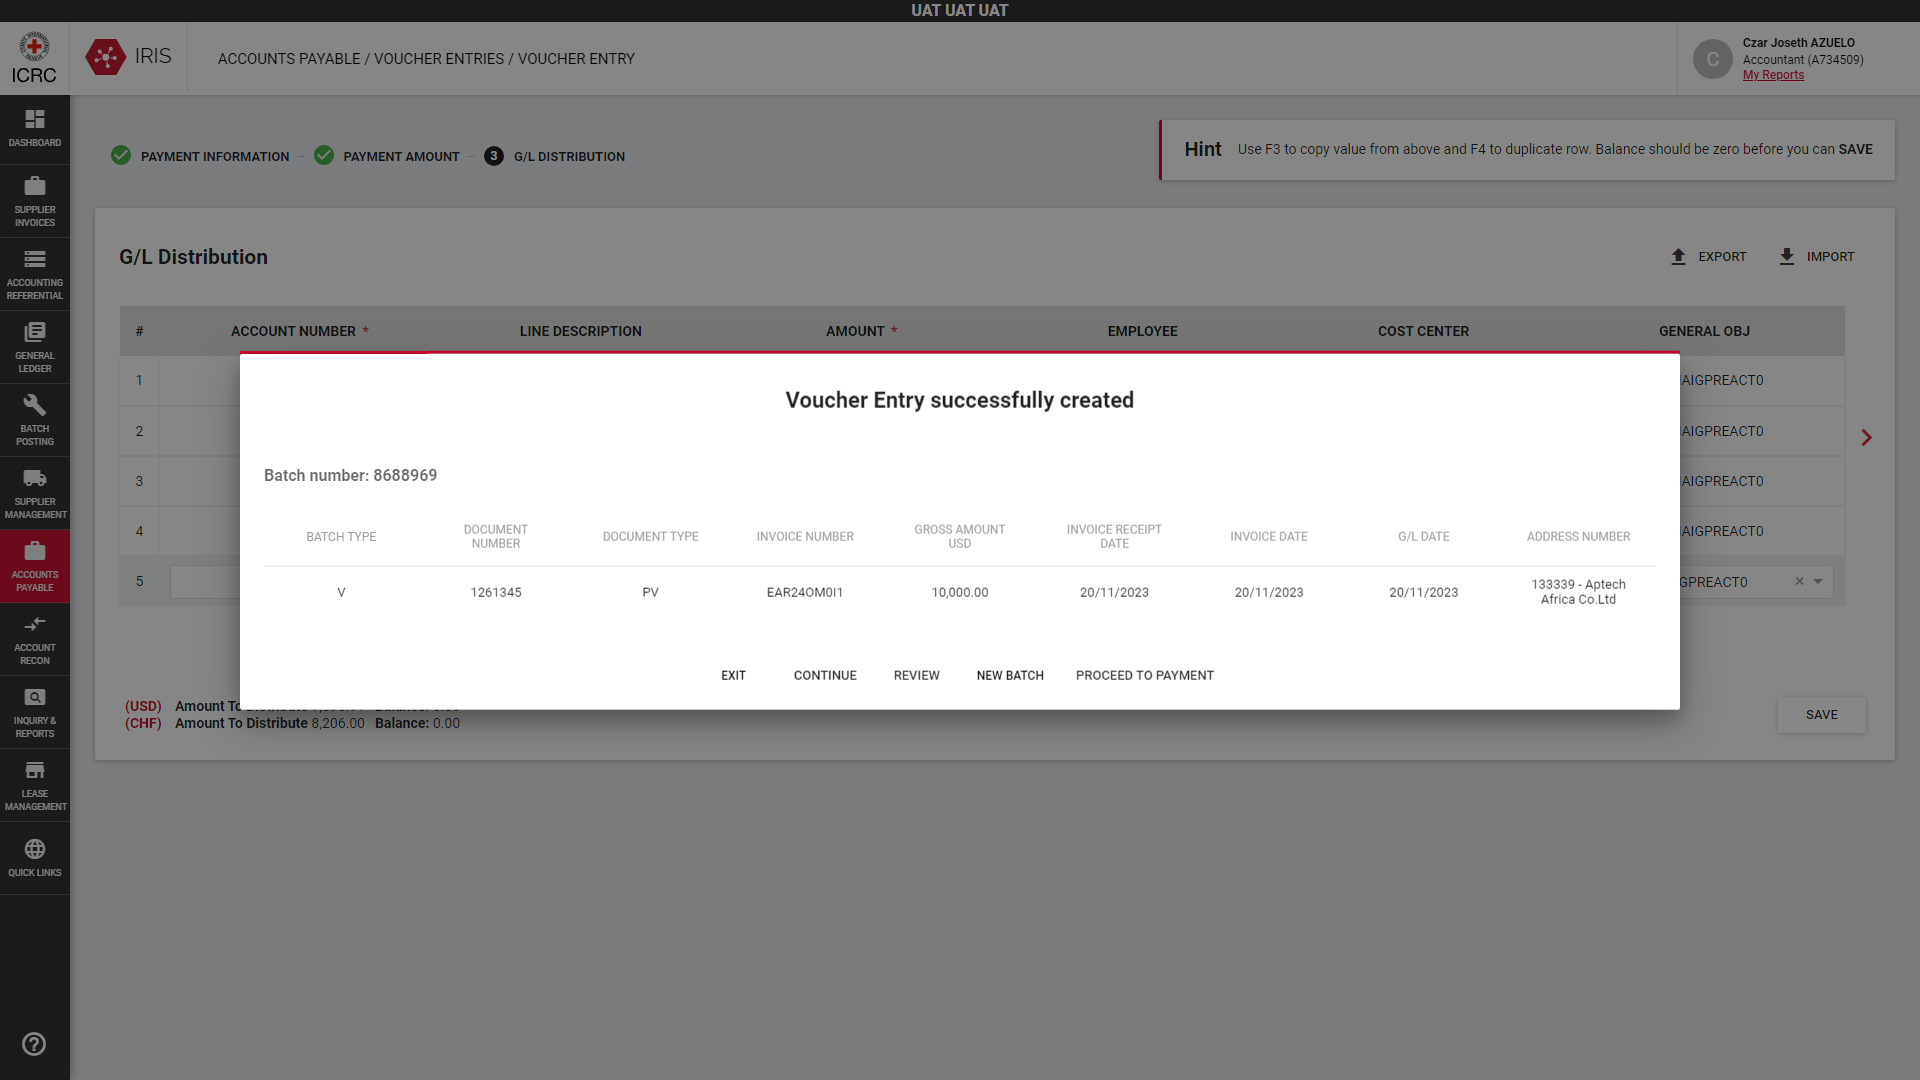 UAT UAT UAT
ICRC
IRIS
ACCOUNTS PAYABLE / VOUCHER ENTRIES / VOUCHER ENTRY
C
Czar Joseth AZUELO
Accountant (A734509)
My Reports
DASHBOARD
SUPPLIER
INVOICES
ACCOUNTING
REFERENTIAL
GENERAL
LEDGER
BATCH
POSTING
SUPPLIER
MANAGEMENT
ACCOUNTS
PAYABLE
ACCOUNT
RECON
INQUIRY &
REPORTS
LEASE
MANAGEMENT
QUICK LINKS
PAYMENT INFORMATION
PAYMENT AMOUNT
3 G/L DISTRIBUTION
Hint Use F3 to copy value from above and F4 to duplicate row. Balance should be zero before you can SAVE
G/L Distribution
EXPORT
IMPORT
# ACCOUNT NUMBER * LINE DESCRIPTION AMOUNT * EMPLOYEE COST CENTER GENERAL OBJ
1 AIGPREACT0
2 AIGPREACT0
3 AIGPREACT0
4 AIGPREACT0
5 GPREACT0
Voucher Entry successfully created
Batch number: 8688969
BATCH TYPE DOCUMENT NUMBER DOCUMENT TYPE INVOICE NUMBER GROSS AMOUNT USD INVOICE RECEIPT DATE INVOICE DATE G/L DATE ADDRESS NUMBER
V 1261345 PV EAR24OM0I1 10,000.00 20/11/2023 20/11/2023 20/11/2023 133339 - Aptech Africa Co.Ltd
EXIT CONTINUE REVIEW NEW BATCH PROCEED TO PAYMENT
(USD) Amount To
(CHF) Amount To Distribute 8,206.00 Balance: 0.00
SAVE